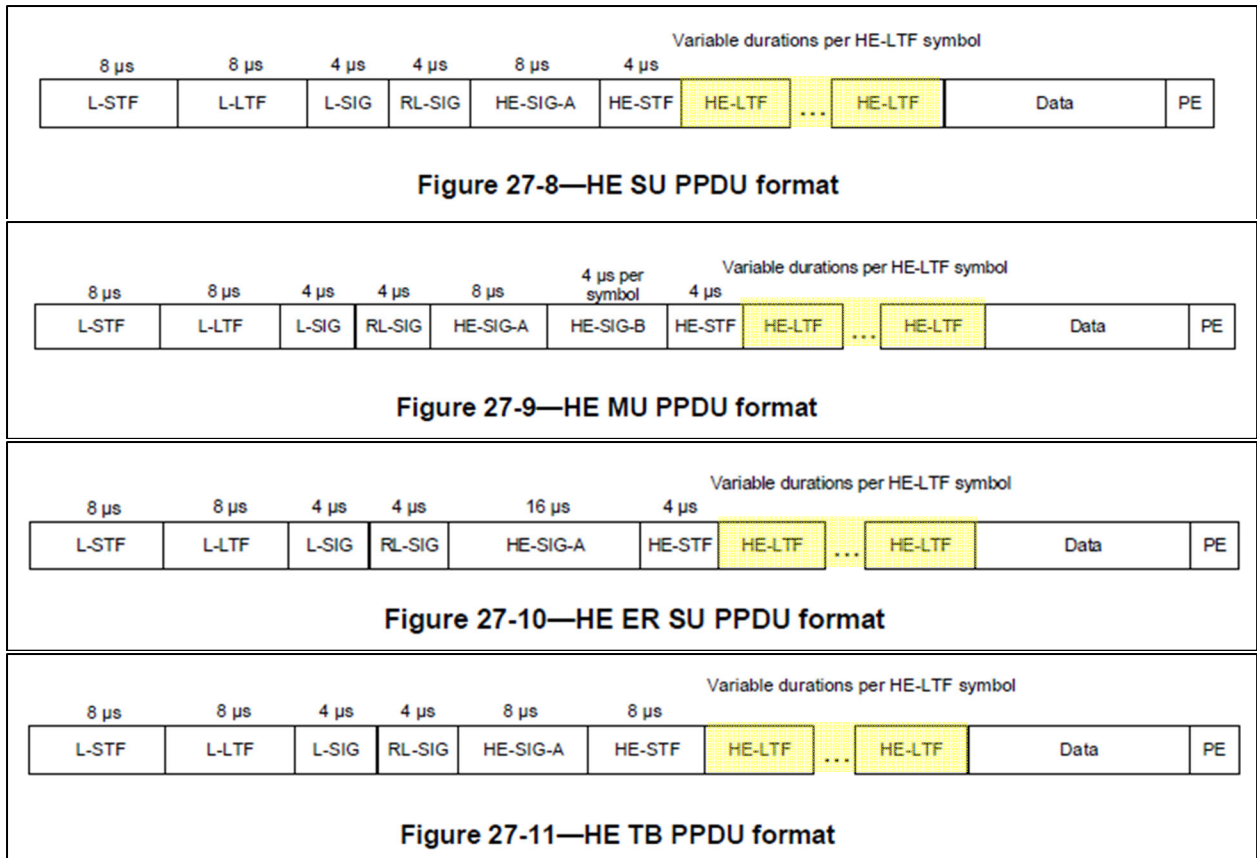 Variable durations per HE-LTF symbol
8 µs 8 µs 4 µs 4 µs 8 µs 4 µs
L-STF L-LTF L-SIG RL-SIG HE-SIG-A HE-STF HE-LTF ... HE-LTF Data PE
Figure 27-8—HE SU PPDU format
4 µs per Variable durations per HE-LTF symbol
8 µs 8 µs 4 µs 4 µs 8 µs symbol 4 µs
L-STF L-LTF L-SIG RL-SIG HE-SIG-A HE-SIG-B HE-STF HE-LTF ... HE-LTF Data PE
Figure 27-9—HE MU PPDU format
Variable durations per HE-LTF symbol
8 µs 8 µs 4 µs 4 µs 16 µs 4 µs
L-STF L-LTF L-SIG RL-SIG HE-SIG-A HE-STF HE-LTF ... HE-LTF Data PE
Figure 27-10—HE ER SU PPDU format
Variable durations per HE-LTF symbol
8 µs 8 µs 4 µs 4 µs 8 µs 8 µs
L-STF L-LTF L-SIG RL-SIG HE-SIG-A HE-STF HE-LTF ... HE-LTF Data PE
Figure 27-11—HE TB PPDU format